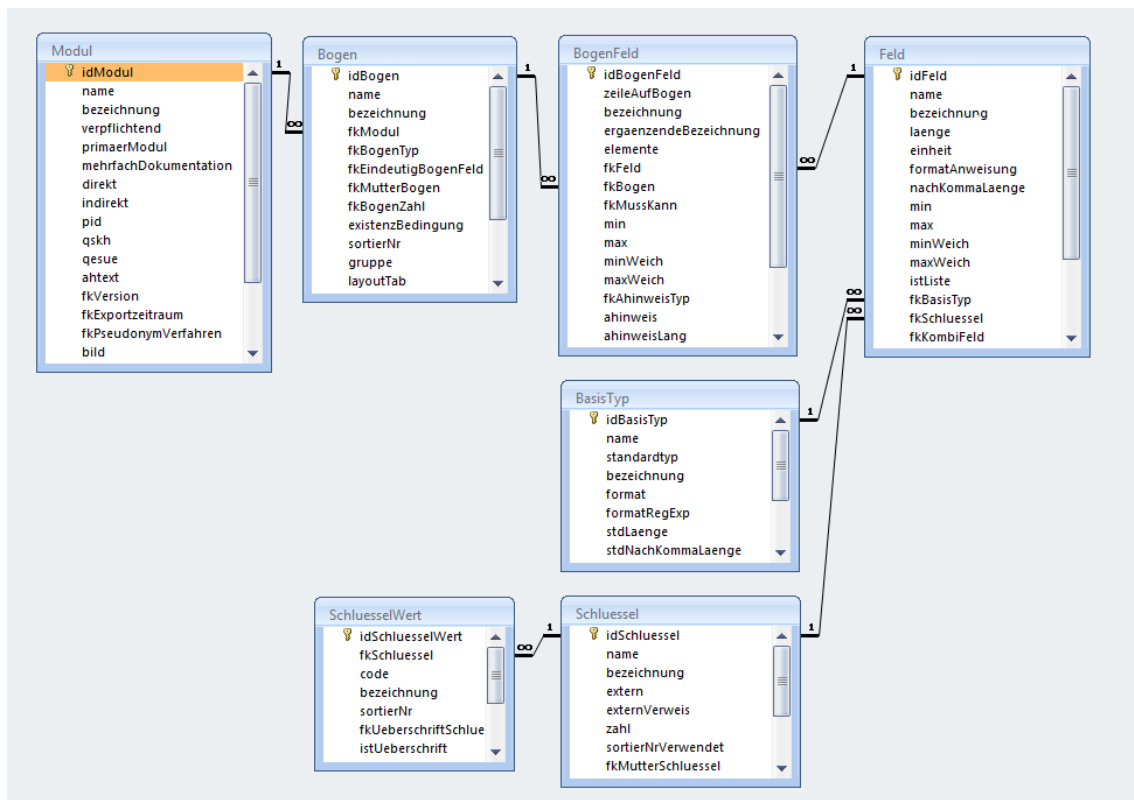 Modul
idModul
name
bezeichnung
verpflichtend
primaerModul
mehrfachDokumentation
direkt
indirekt
pid
qskh
qesue
ahtext
fkVersion
fkExportzeitraum
fkPseudonymVerfahren
bild
1
∞
Bogen
idBogen
name
bezeichnung
fkModul
fkBogenTyp
fkEindeutigBogenFeld
fkMutterBogen
fkBogenZahl
existenzBedingung
sortierNr
gruppe
layoutTab
1
∞
BogenFeld
idBogenFeld
zeileAufBogen
bezeichnung
ergaenzendeBezeichnung
elemente
fkFeld
fkBogen
fkMussKann
min
max
minWeich
maxWeich
fkAhinweisTyp
ahinweis
ahinweisLang
∞
1
Feld
idFeld
name
bezeichnung
laenge
einheit
formatAnweisung
nachKommaLaenge
min
max
minWeich
maxWeich
istListe
fkBasisTyp
fkSchluessel
fkKombiFeld
∞
∞
BasisTyp
idBasisTyp
name
standardtyp
bezeichnung
format
formatRegExp
stdLaenge
stdNachKommaLaenge
1
SchluesselWert
idSchluesselWert
fkSchluessel
code
bezeichnung
sortierNr
fkUeberschriftSchlue
istUeberschrift
∞
1
Schluessel
idSchluessel
name
bezeichnung
extern
externVerweis
zahl
sortierNrVerwendet
fkMutterSchluessel
1